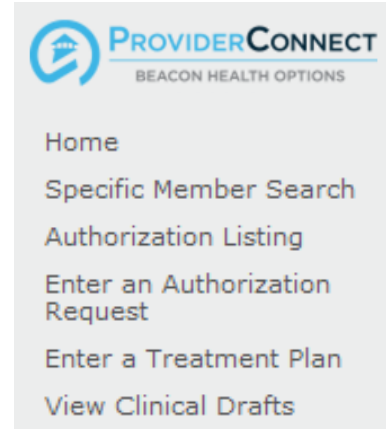 PROVIDERCONNECT
BEACON HEALTH OPTIONS
Home
Specific Member Search
Authorization Listing
Enter an Authorization
Request
Enter a Treatment Plan
View Clinical Drafts